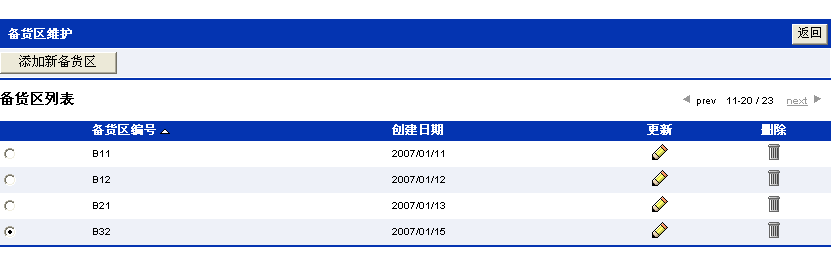 备货区维护 返回
添加新备货区
备货区列表 prev 11-20 / 23 next
备货区编号 创建日期 更新 删除
B11 2007/01/11
B12 2007/01/12
B21 2007/01/13
B32 2007/01/15